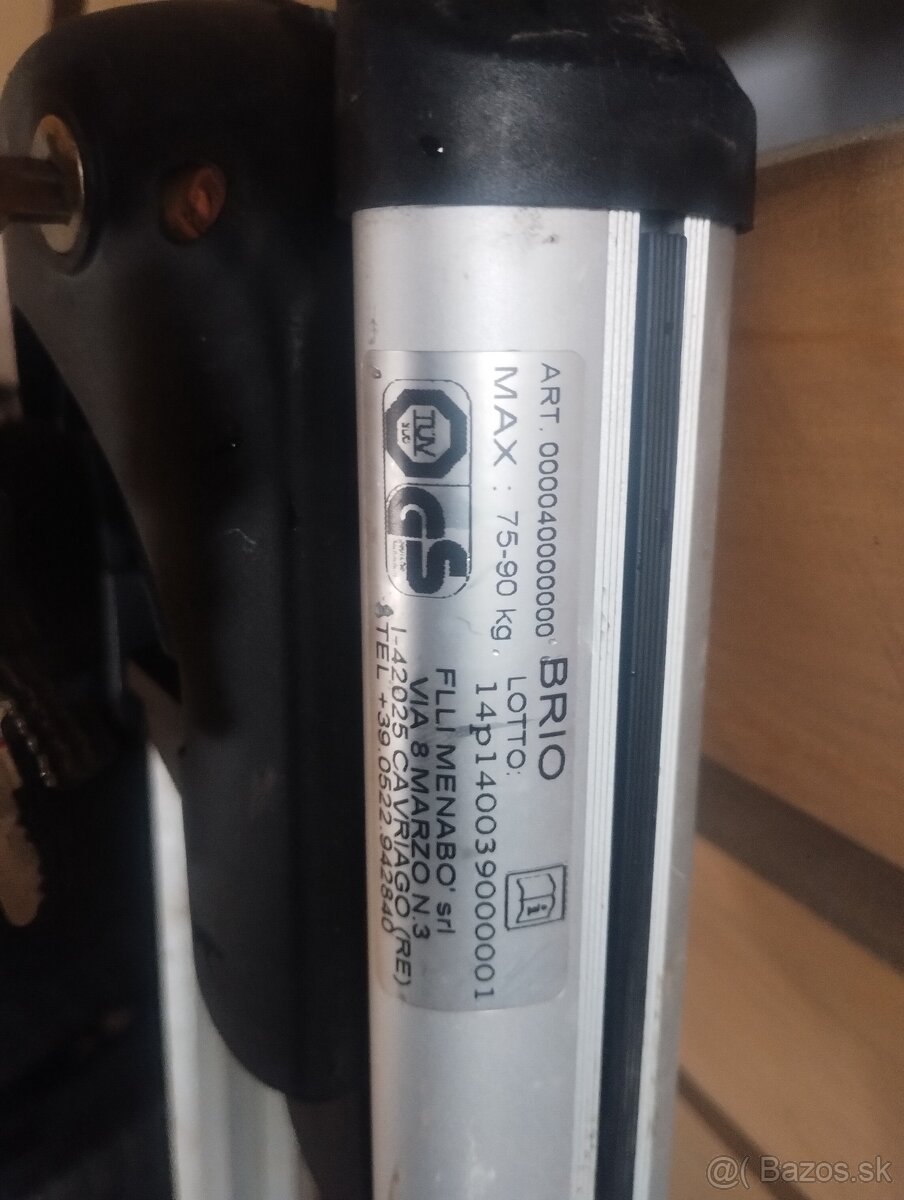 ART. 000040000000 BRIO
MAX : 75-90 kg. LOTTO:
14p14003900001
FLLI MENABO' srl
VIA 8 MARZO N.3
I-42025 CAVRIAGO (RE)
TEL +39.0522.942840
TÜV
GS
i
@( Bazos.sk